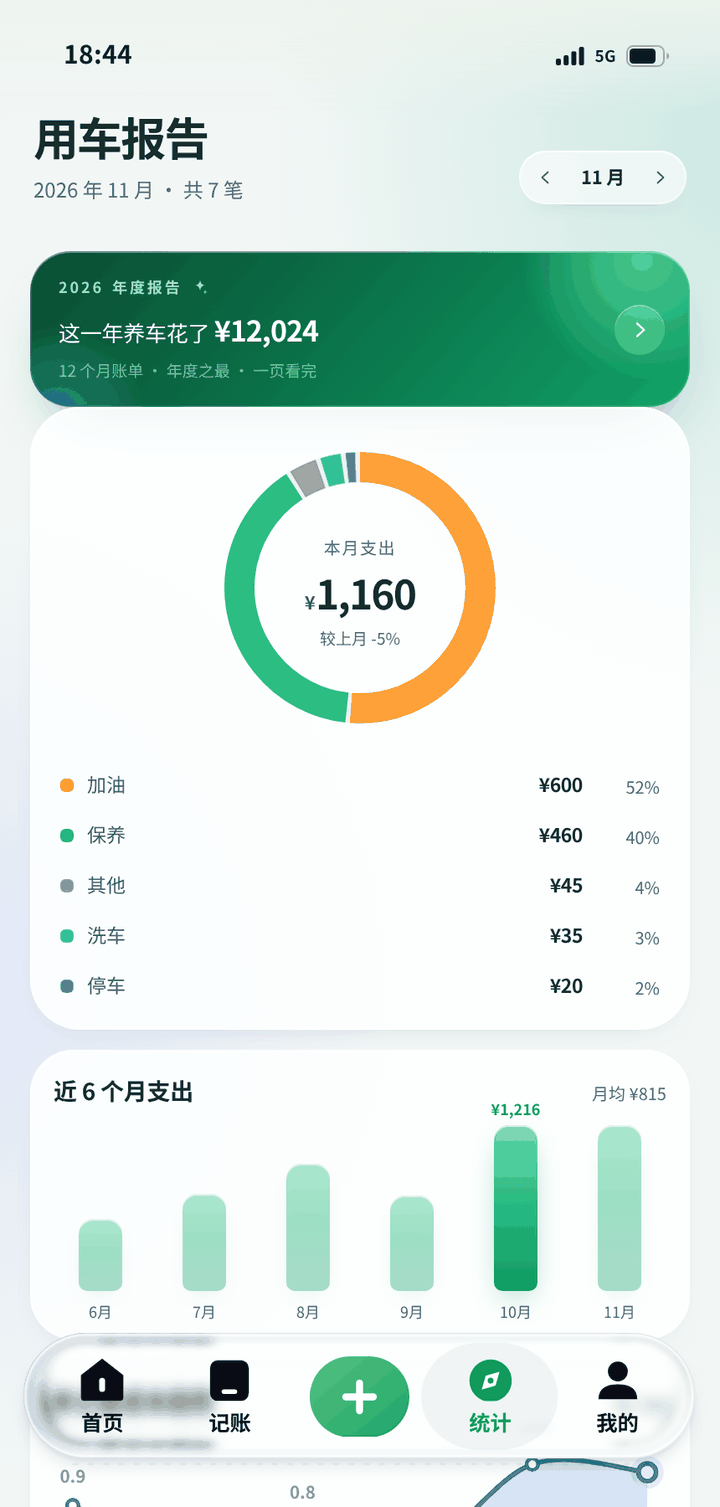 18:44
5G
用车报告
2026 年 11 月 · 共 7 笔
11 月
2026 年度报告
这一年养车花了 ¥12,024
12 个月账单 · 年度之最 · 一页看完
本月支出
¥1,160
较上月 -5%
加油 ¥600 52%
保养 ¥460 40%
其他 ¥45 4%
洗车 ¥35 3%
停车 ¥20 2%
近 6 个月支出
月均 ¥815
¥1,216
6月 7月 8月 9月 10月 11月
首页 记账 统计 我的
0.9
0.8